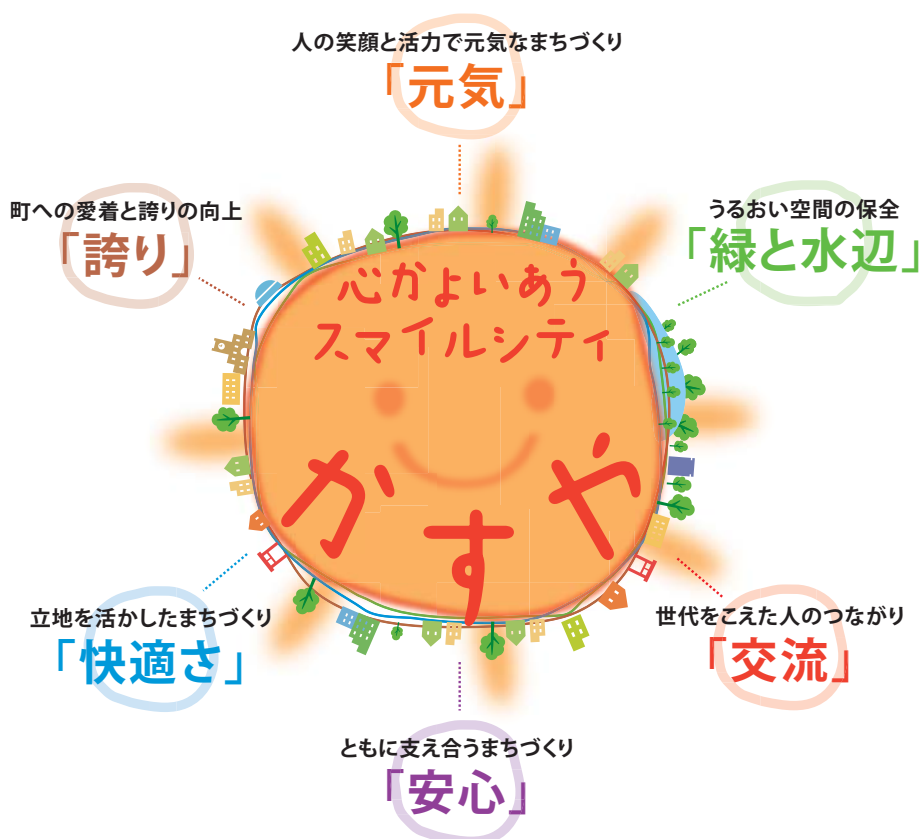 人の笑顔と活力で元気なまちづくり
「元気」
町への愛着と誇りの向上
「誇り」
うるおい空間の保全
「緑と水辺」
心かよいあう
スマイルシティ
かすや
立地を活かしたまちづくり
「快適さ」
世代をこえた人のつながり
「交流」
ともに支え合うまちづくり
「安心」